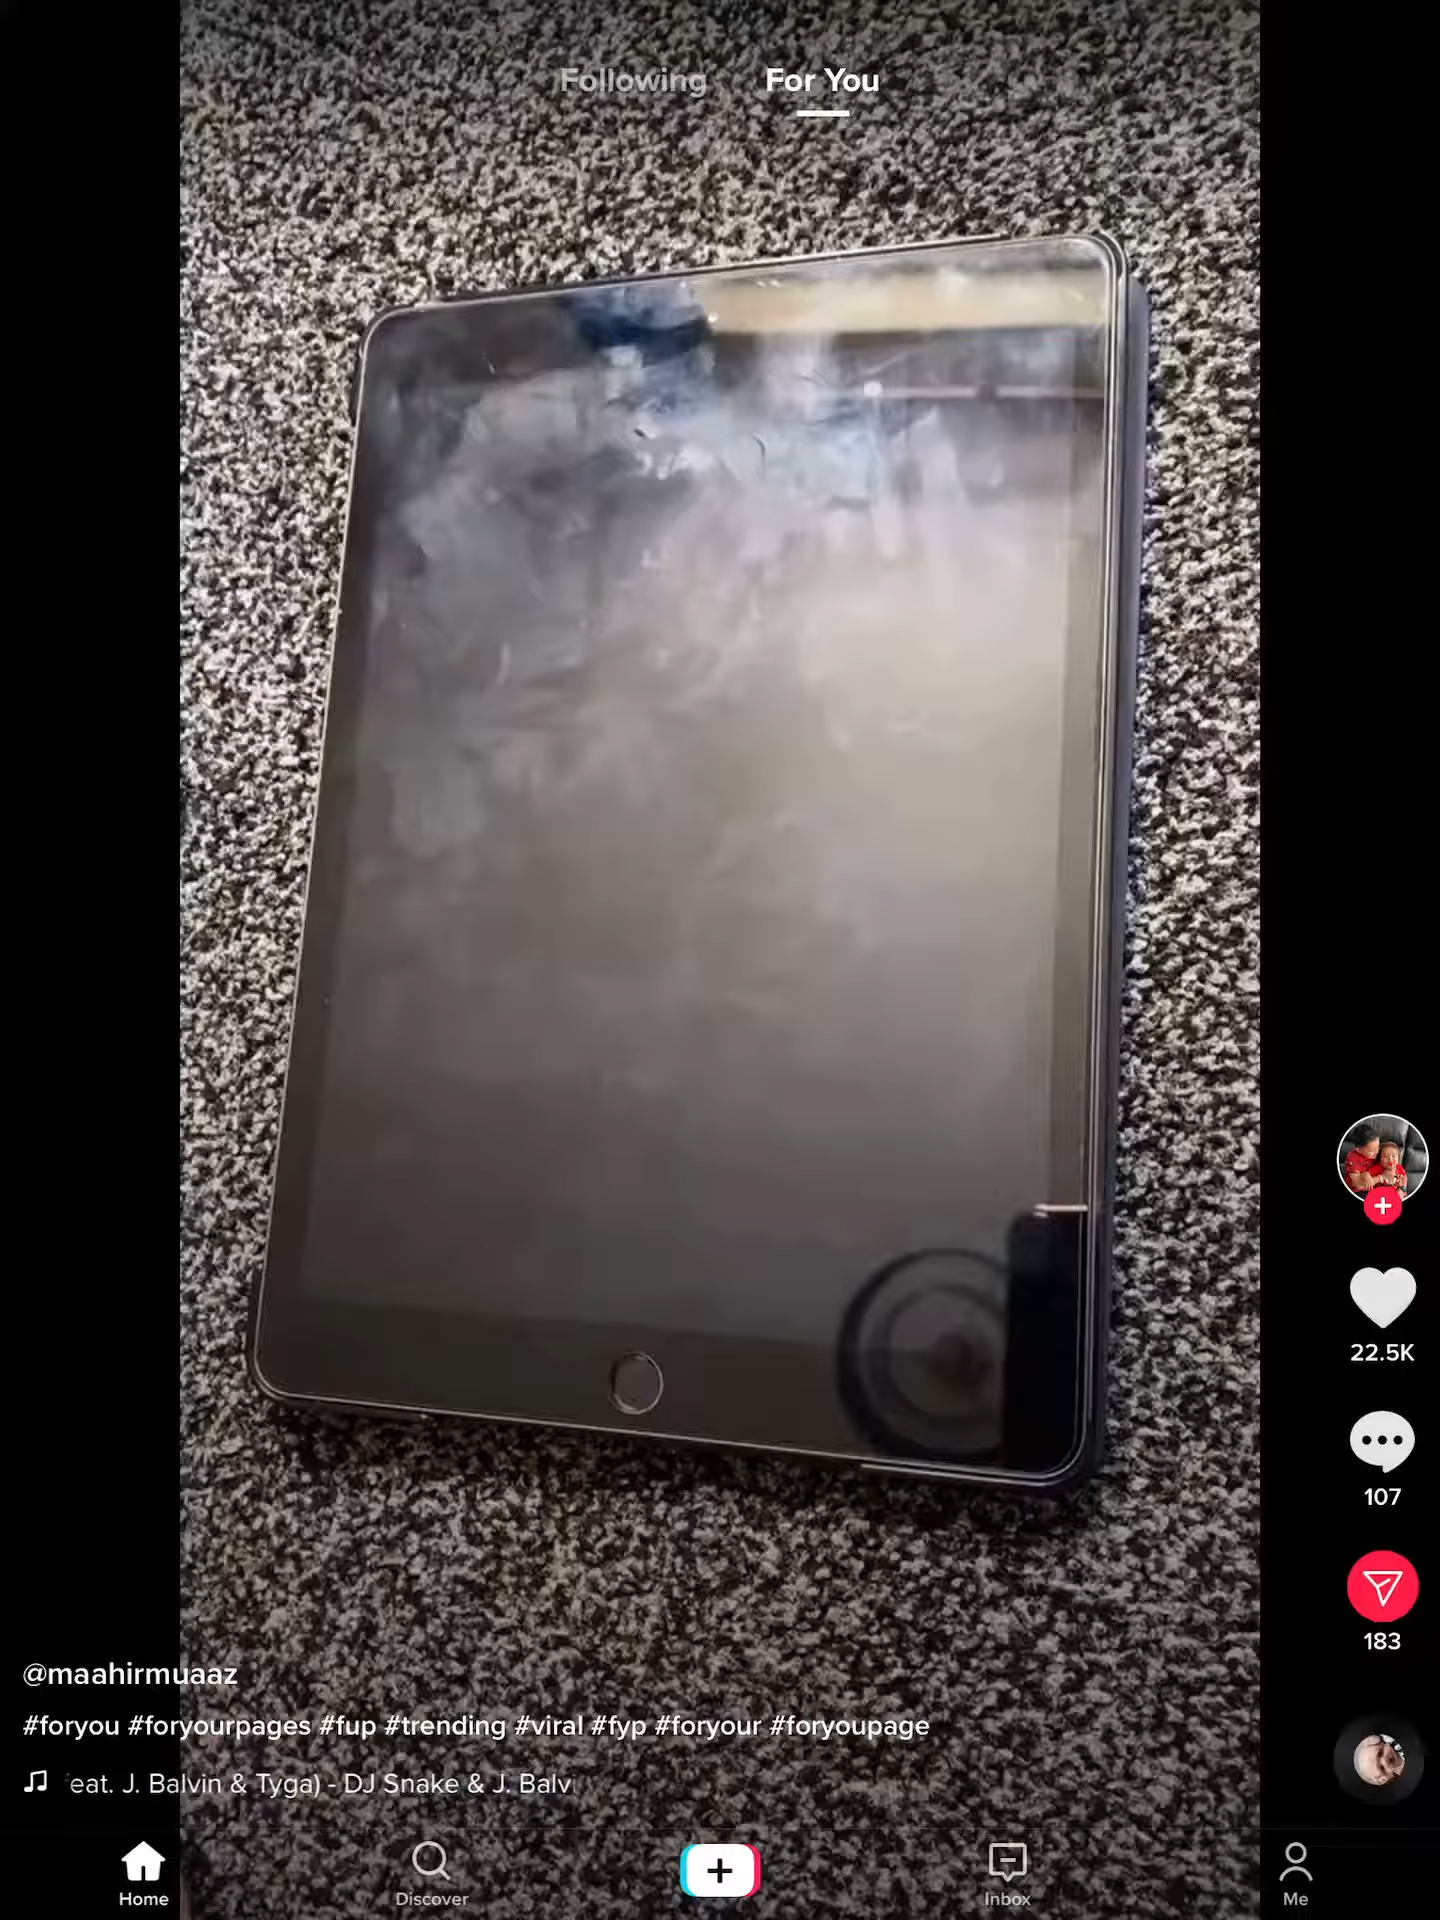 Following For You
22.5K
107
183
@maahirmuaaz
#foryou #foryourpages #fup #trending #viral #fyp #foryour #foryoupage
eat. J. Balvin & Tyga) - DJ Snake & J. Balv
Home Discover Inbox Me